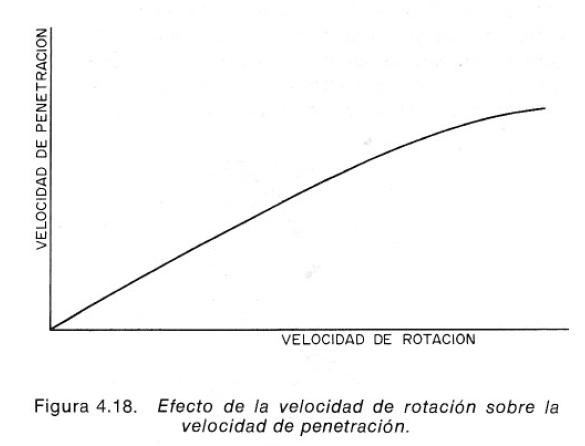 VELOCIDAD DE PENETRACION
VELOCIDAD DE ROTACION
Figura 4.18. Efecto de la velocidad de rotación sobre la
velocidad de penetración.